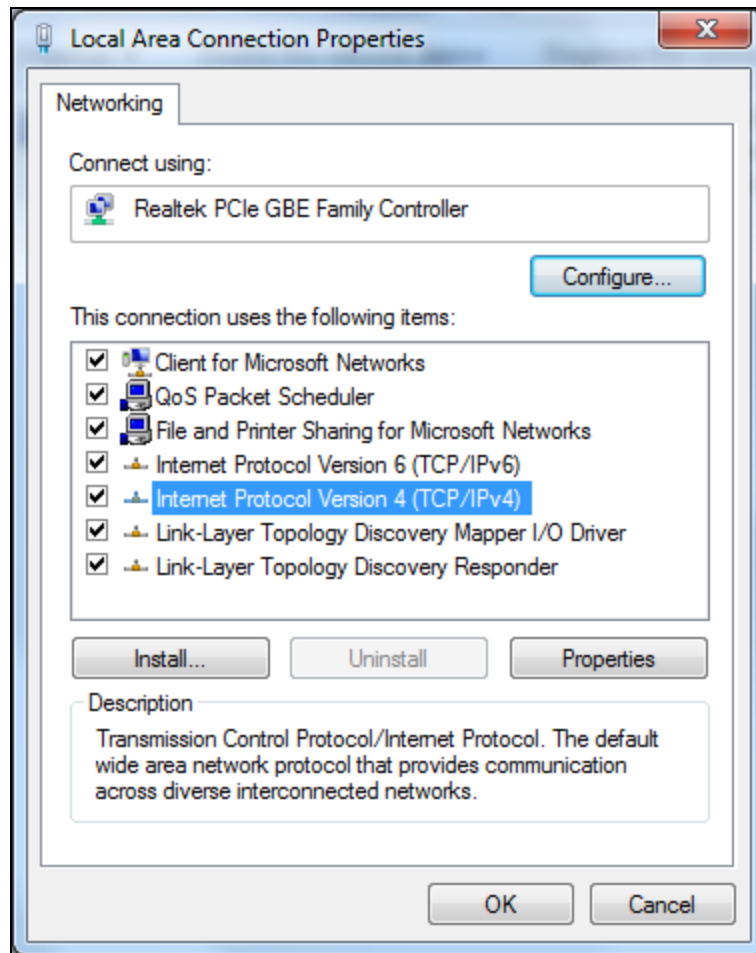 Local Area Connection Properties
Networking
Connect using:
Realtek PCIe GBE Family Controller
Configure...
This connection uses the following items:
Client for Microsoft Networks
QoS Packet Scheduler
File and Printer Sharing for Microsoft Networks
Internet Protocol Version 6 (TCP/IPv6)
Internet Protocol Version 4 (TCP/IPv4)
Link-Layer Topology Discovery Mapper I/O Driver
Link-Layer Topology Discovery Responder
Install... Uninstall Properties
Description
Transmission Control Protocol/Internet Protocol. The default
wide area network protocol that provides communication
across diverse interconnected networks.
OK Cancel